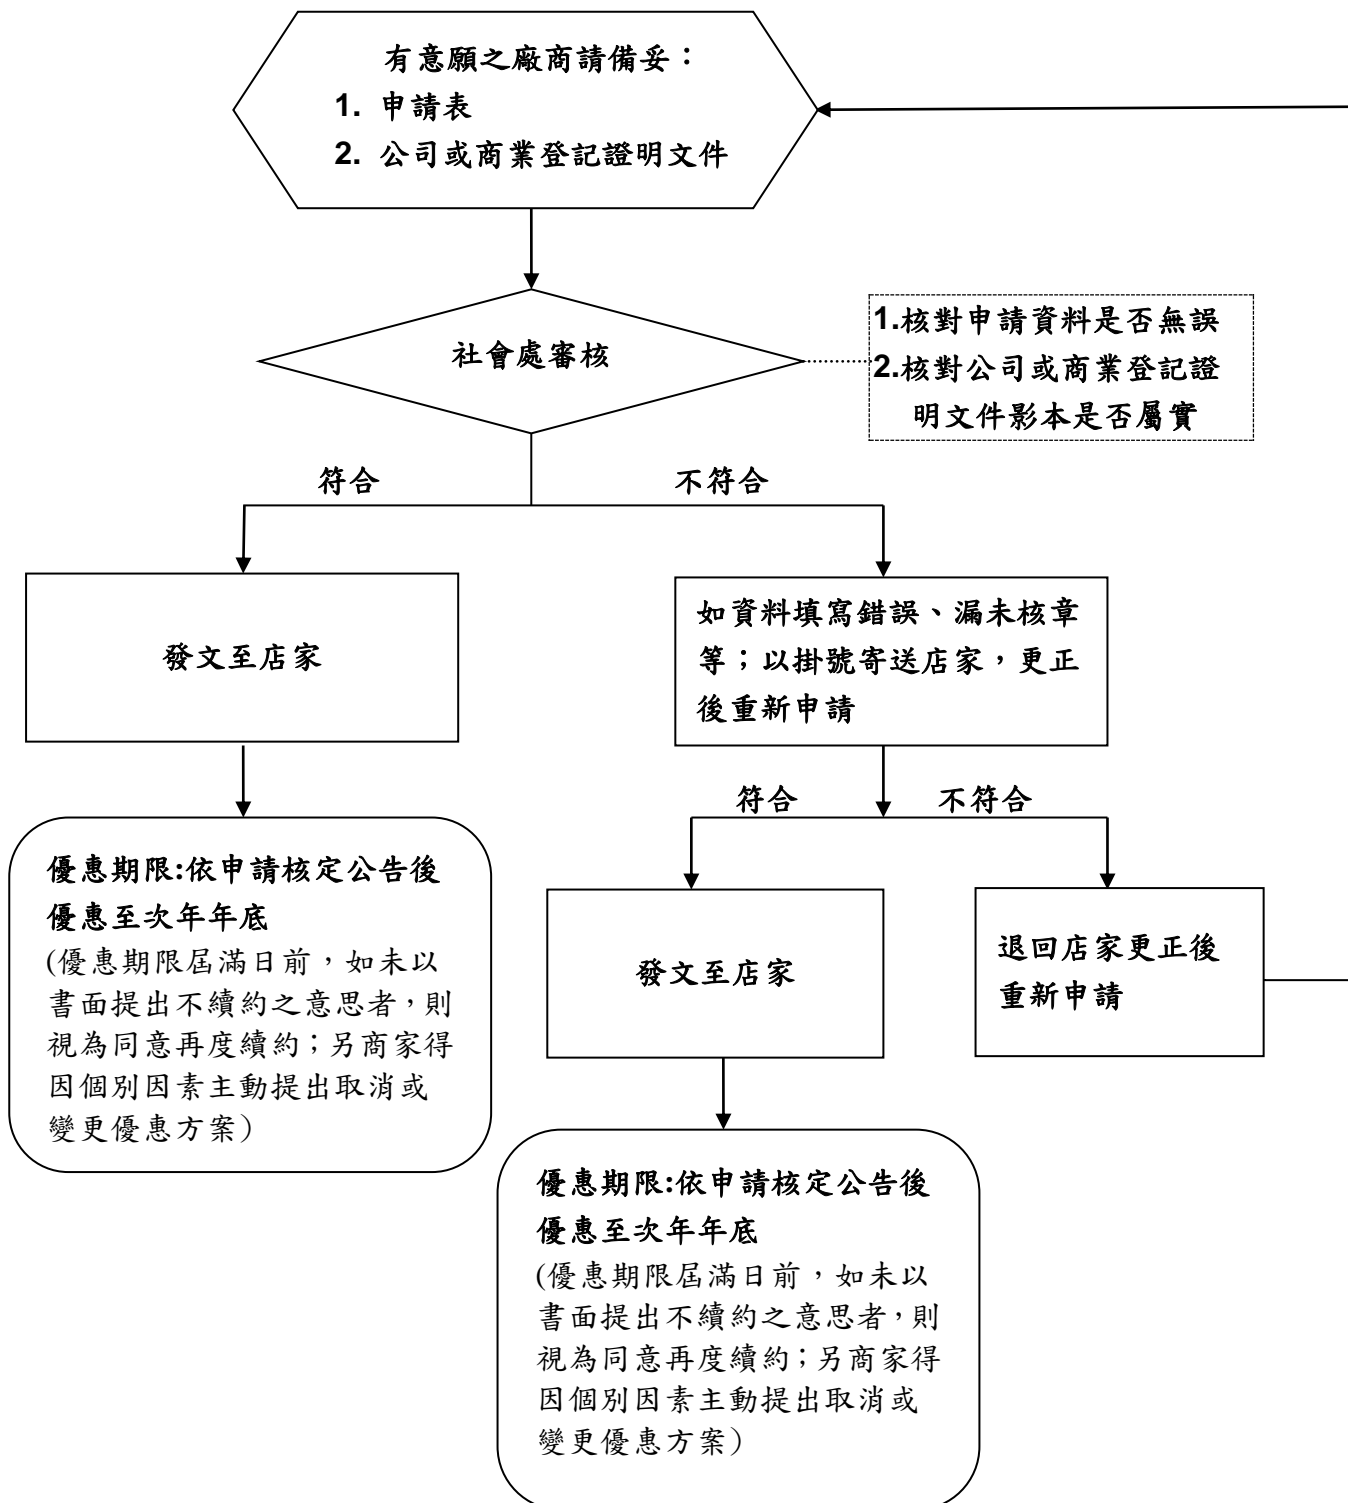 有意願之廠商請備妥：
1. 申請表
2. 公司或商業登記證明文件
社會處審核
1.核對申請資料是否無誤
2.核對公司或商業登記證
明文件影本是否屬實
符合
不符合
發文至店家
如資料填寫錯誤、漏未核章
等；以掛號寄送店家，更正
後重新申請
符合
不符合
優惠期限:依申請核定公告後
優惠至次年年底
(優惠期限屆滿日前，如未以
書面提出不續約之意思者，則
視為同意再度續約；另商家得
因個別因素主動提出取消或
變更優惠方案）
發文至店家
退回店家更正後
重新申請
優惠期限:依申請核定公告後
優惠至次年年底
(優惠期限屆滿日前，如未以
書面提出不續約之意思者，則
視為同意再度續約；另商家得
因個別因素主動提出取消或
變更優惠方案）